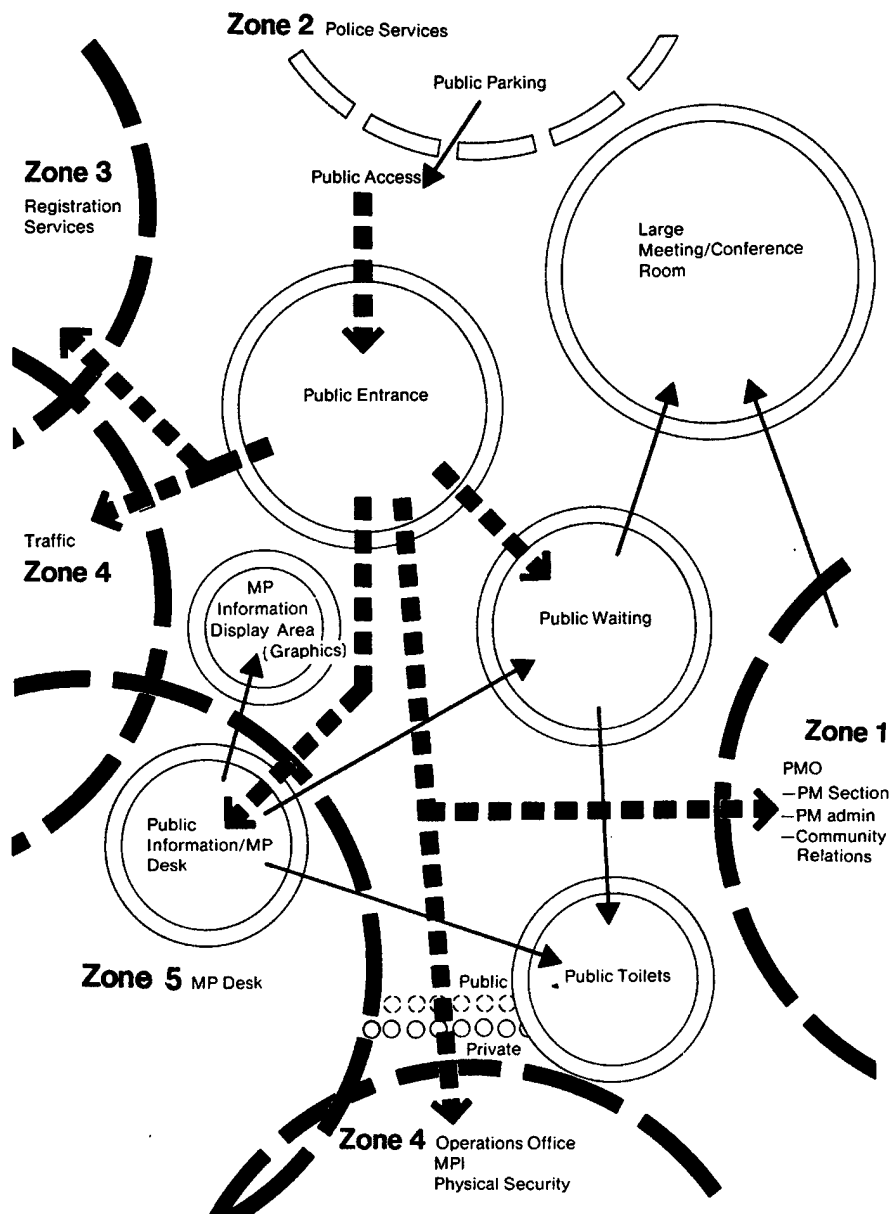 Zone 2 Police Services
Public Parking
Public Access
Zone 3
Registration
Services
Large
Meeting/Conference
Room
Public Entrance
Traffic
Zone 4
MP
Information
Display Area
(Graphics)
Public Waiting
Zone 1
PMO
—PM Section
—PM admin
—Community
Relations
Public
Information/MP
Desk
Zone 5 MP Desk
Public
Public Toilets
Private
Zone 4 Operations Office
MPI
Physical Security